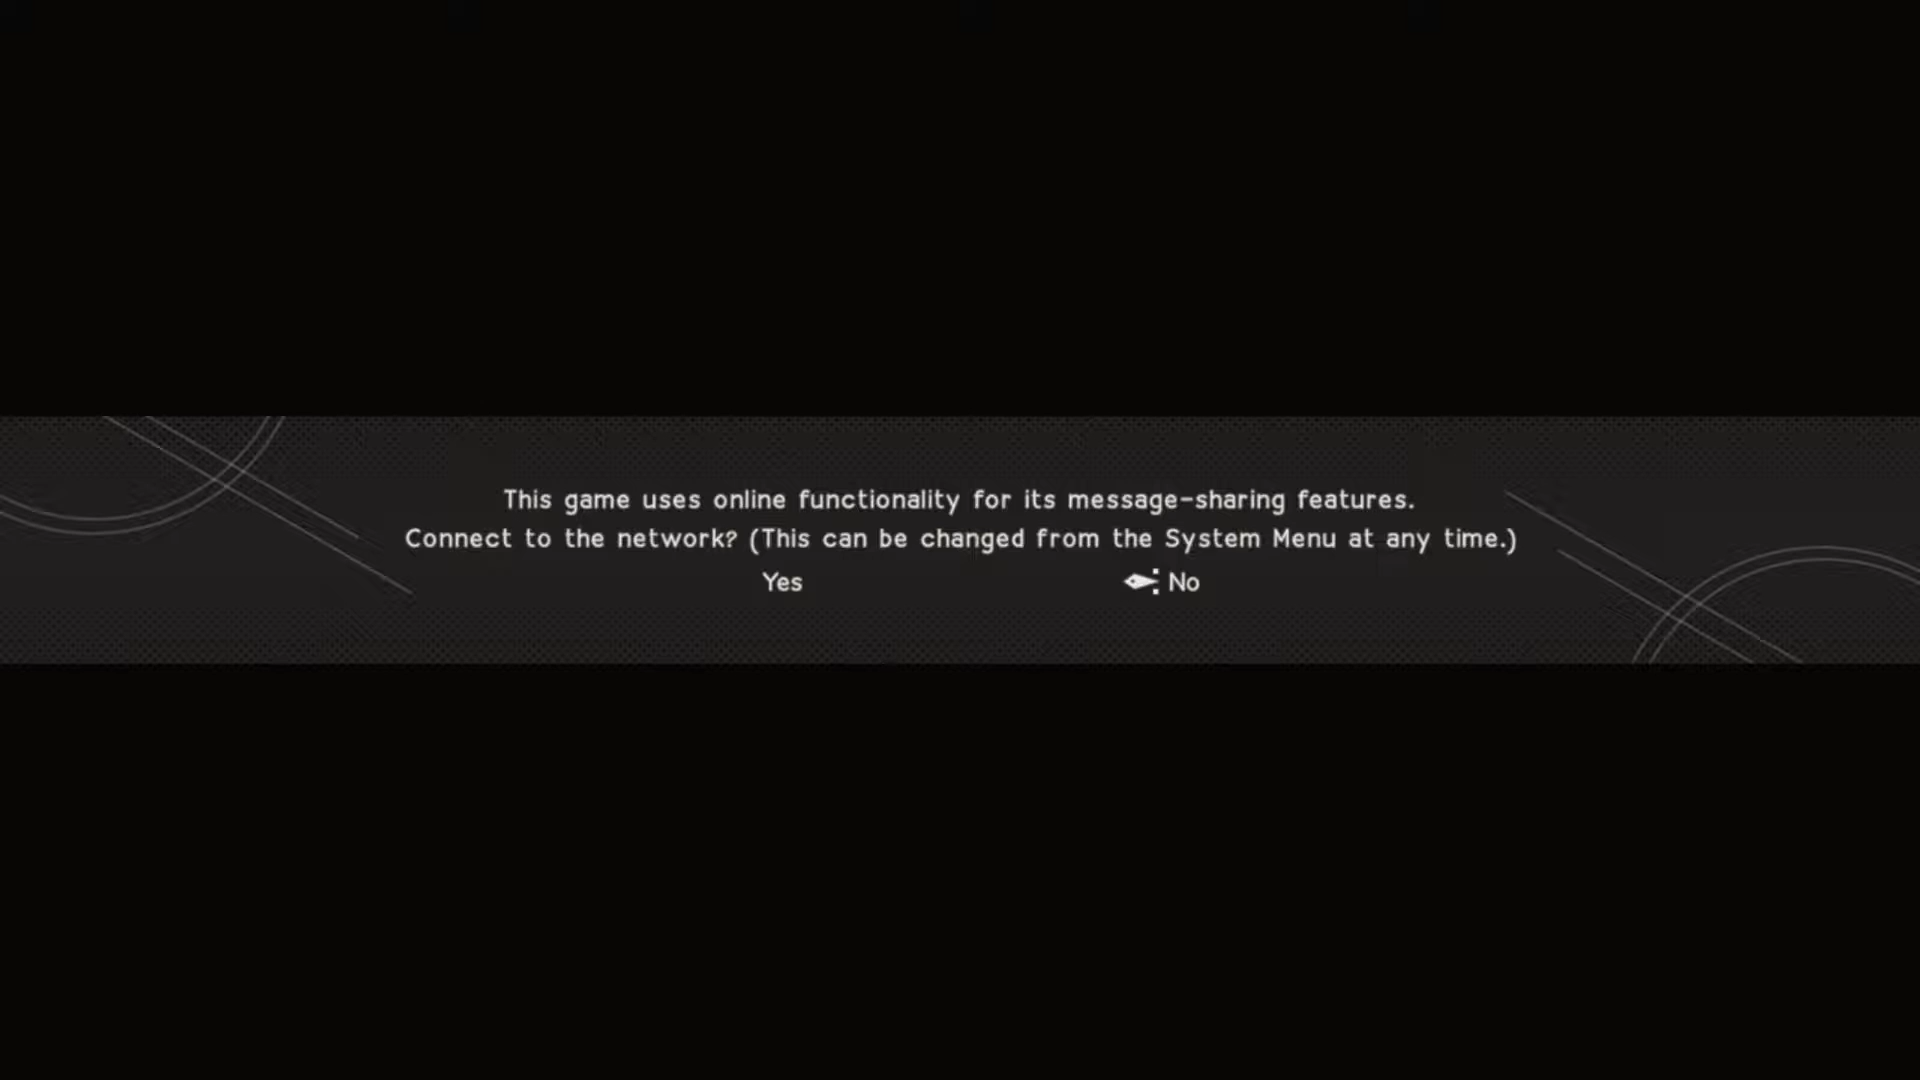 This game uses online functionality for its message-sharing features.
Connect to the network? (This can be changed from the System Menu at any time.)
Yes No